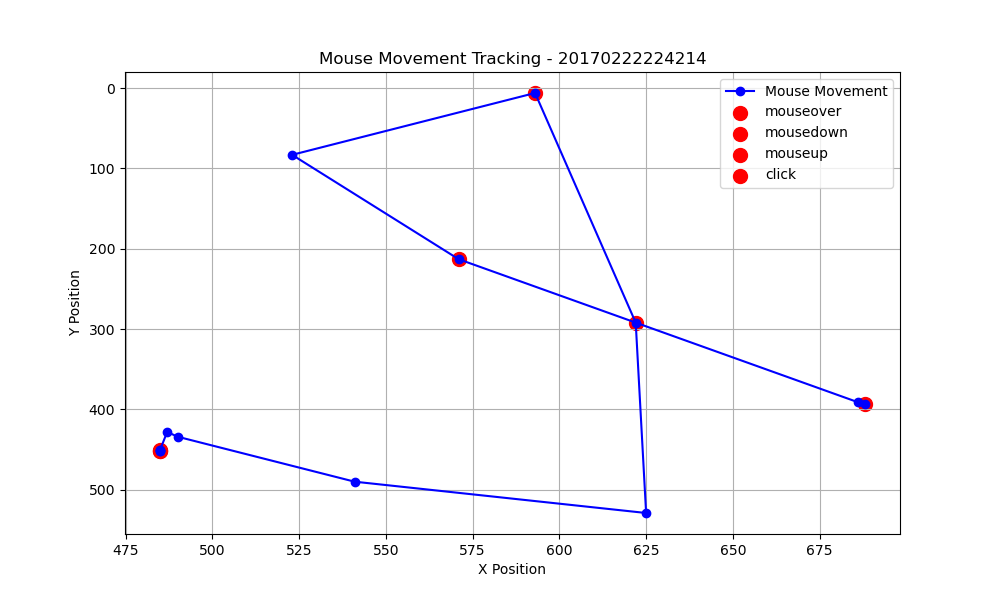 Mouse Movement Tracking - 20170222224214
Mouse Movement
mouseover
mousedown
mouseup
click
0
100
200
300
400
500
Y Position
475
500
525
550
575
600
625
650
675
X Position